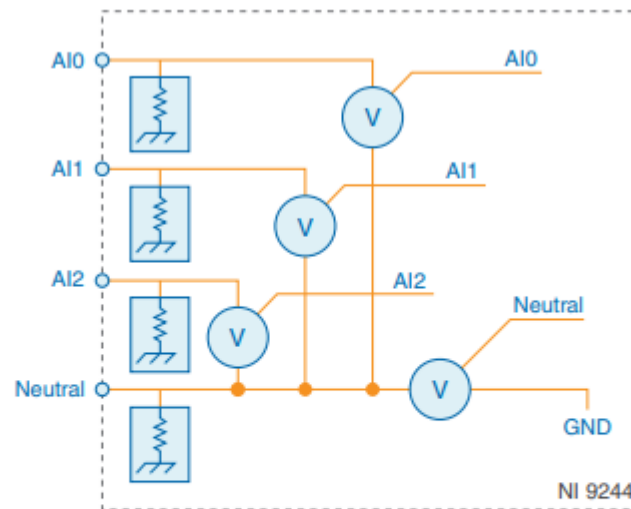 AI0
AI0
V
AI1
AI1
V
AI2
AI2
V
Neutral
Neutral
V
GND
NI 9244